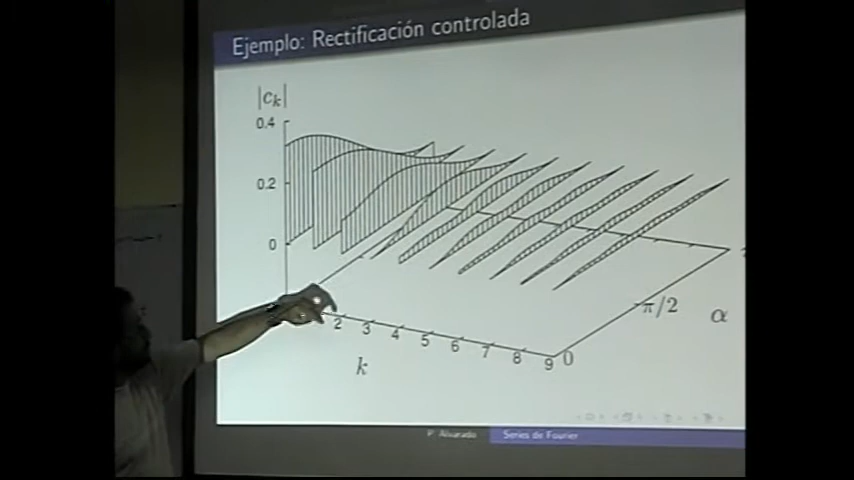 Ejemplo: Rectificación controlada
|cₖ|
0.4
0.2
0
π/2
α
2 3 4 5 6 7 8 9 0
k
P. Alvarado Series de Fourier